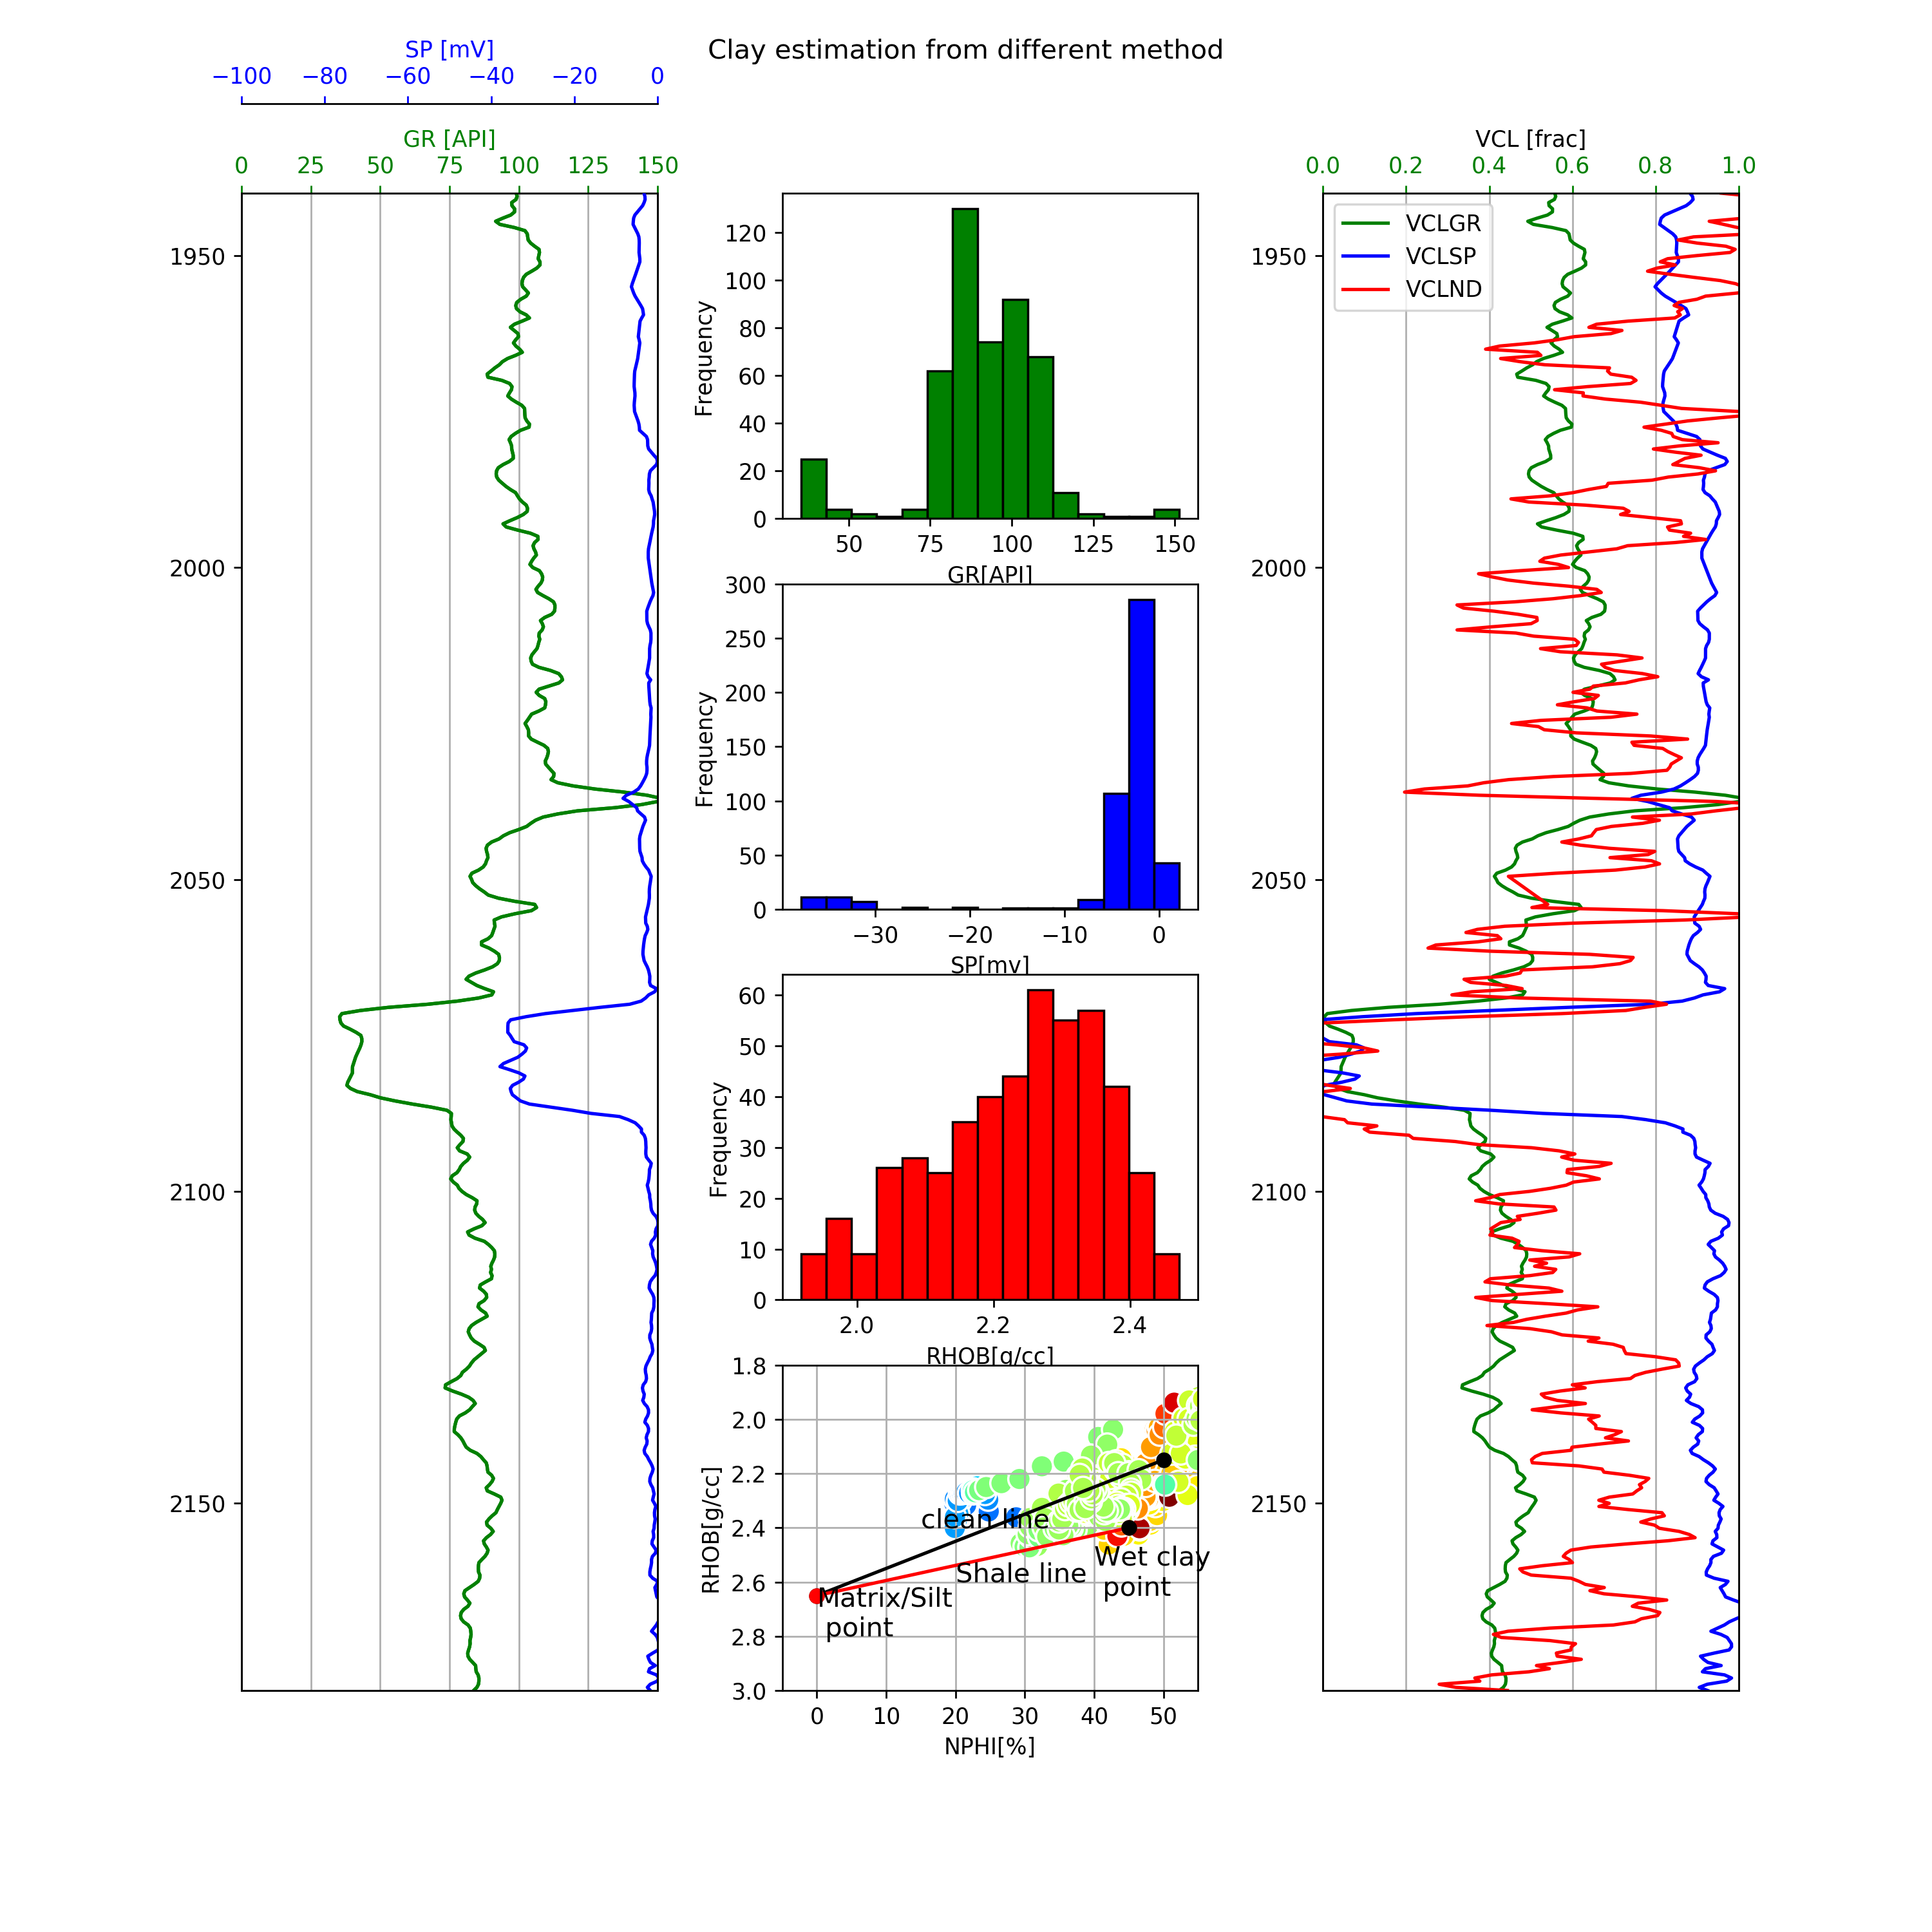 Clay estimation from different method
SP [mV]
−100 −80 −60 −40 −20 0
GR [API]
0 25 50 75 100 125 150
1950
2000
2050
2100
2150
Frequency
120
100
80
60
40
20
0
50 75 100 125 150
GR[API]
Frequency
300
250
200
150
100
50
0
−30 −20 −10 0
SP[mv]
Frequency
60
50
40
30
20
10
0
2.0 2.2 2.4
RHOB[g/cc]
RHOB[g/cc]
1.8
2.0
2.2
2.4
2.6
2.8
3.0
clean line
Shale line
Wet clay
point
Matrix/Silt
point
0 10 20 30 40 50
NPHI[%]
VCL [frac]
0.0 0.2 0.4 0.6 0.8 1.0
VCLGR
VCLSP
VCLND
1950
2000
2050
2100
2150